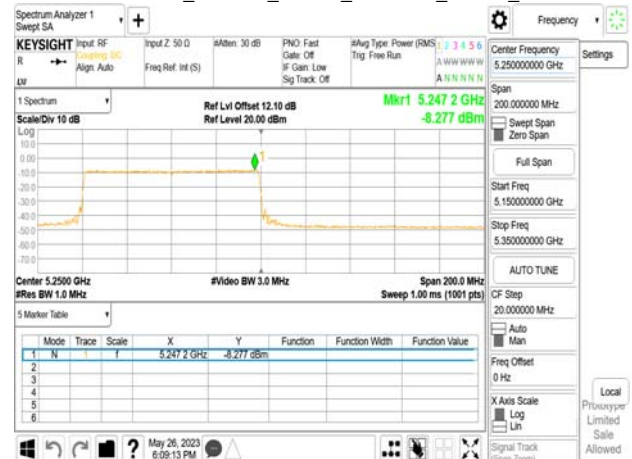 Spectrum Analyzer 1
Swept SA
Frequency
KEYSIGHT
R
Input: RF
Coupling: DC
Align: Auto
Input Z: 50 Ω
Freq Ref: Int (S)
#Atten: 30 dB
PNO: Fast
Gate: Off
IF Gain: Low
Sig Track: Off
#Avg Type: Power (RMS
Trig: Free Run
1 2 3 4 5 6
A W W W W W
A N N N N N
1 Spectrum
Scale/Div 10 dB
Ref Lvl Offset 12.10 dB
Ref Level 20.00 dBm
Mkr1 5.247 2 GHz
-8.277 dBm
Log
10.0
0.00
-10.0
-20.0
-30.0
-40.0
-50.0
-60.0
-70.0
1
Center 5.2500 GHz
#Res BW 1.0 MHz
#Video BW 3.0 MHz
Span 200.0 MHz
Sweep 1.00 ms (1001 pts)
5 Marker Table
Mode Trace Scale X Y Function Function Width Function Value
1 N 1 f 5.247 2 GHz -8.277 dBm
2
3
4
5
6
May 26, 2023
6:09:13 PM
Center Frequency
5.250000000 GHz
Span
200.000000 MHz
Swept Span
Zero Span
Full Span
Start Freq
5.150000000 GHz
Stop Freq
5.350000000 GHz
AUTO TUNE
CF Step
20.000000 MHz
Auto
Man
Freq Offset
0 Hz
X Axis Scale
Log
Lin
Signal Track
(Span Zoom)
Settings
Local
Prototype
Limited
Sale
Allowed